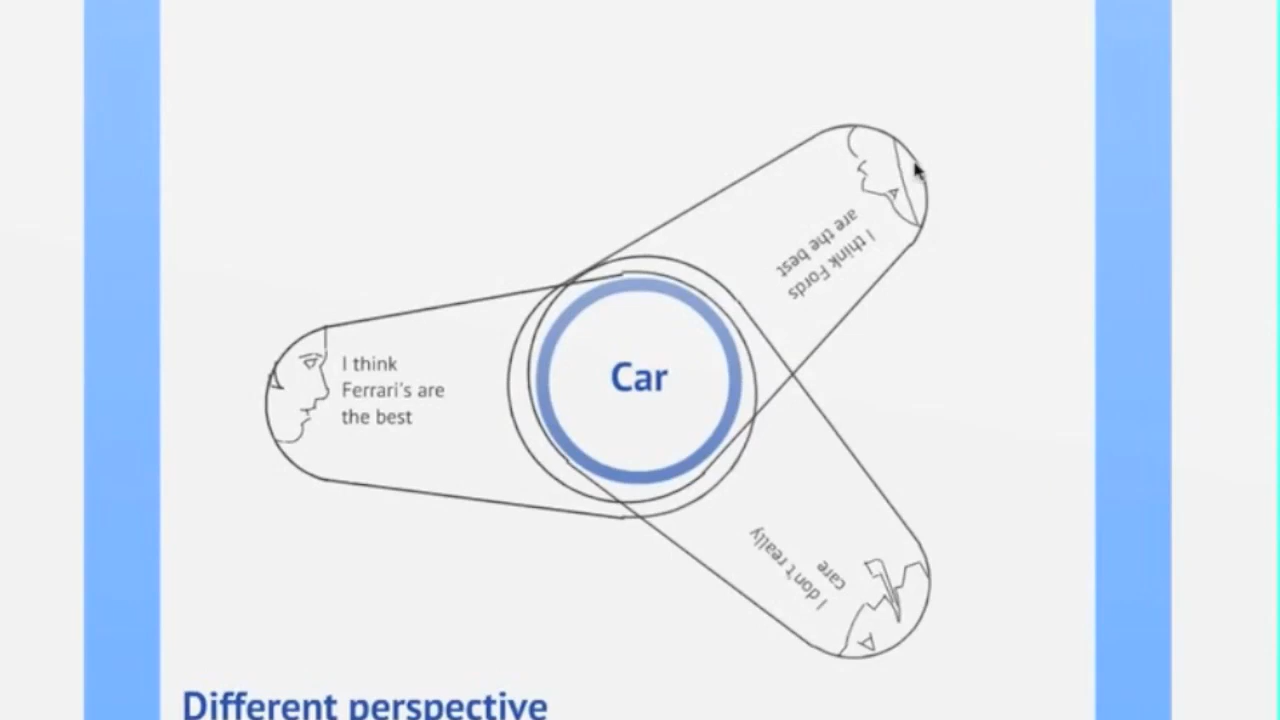 I think Fords
are the best
Car
I think
Ferrari's are
the best
I don't really
care
Different perspective